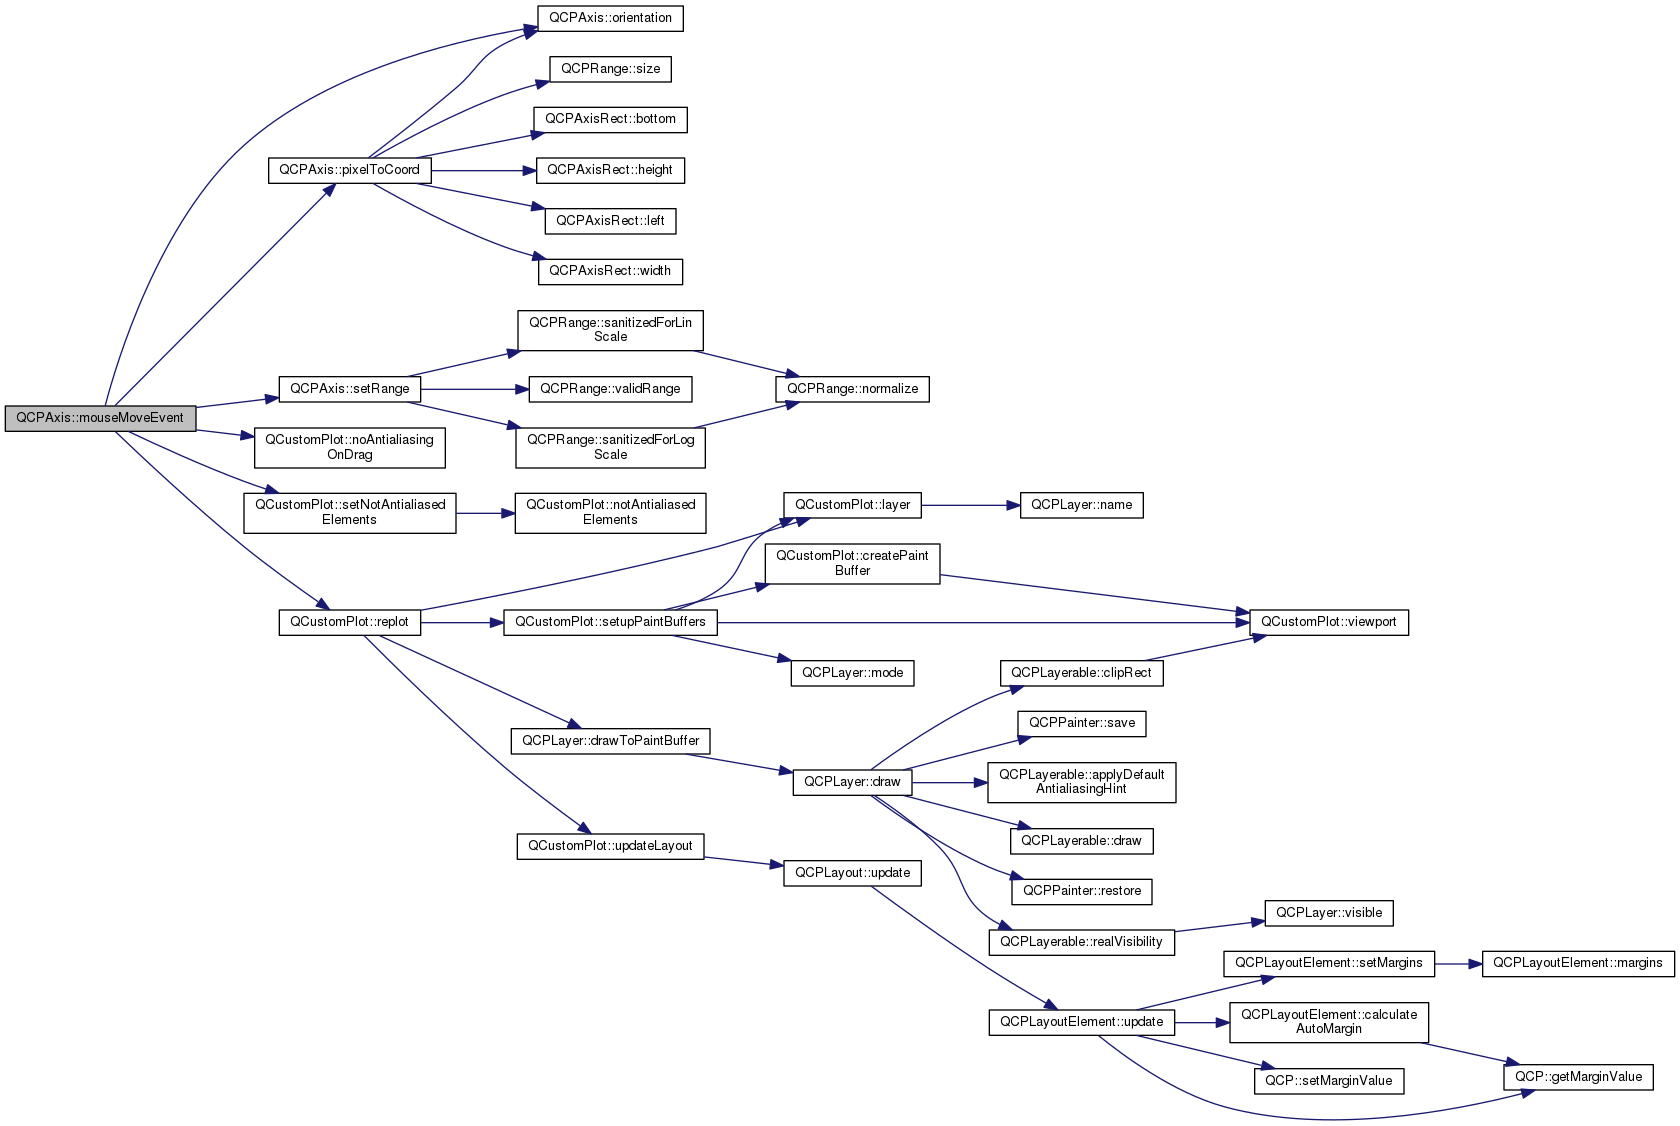 QCPAxis::orientation
QCPRange::size
QCPAxisRect::bottom
QCPAxis::pixelToCoord
QCPAxisRect::height
QCPAxisRect::left
QCPAxisRect::width
QCPRange::sanitizedForLin
Scale
QCPAxis::setRange
QCPRange::validRange
QCPRange::normalize
QCPAxis::mouseMoveEvent
QCustomPlot::noAntialiasing
OnDrag
QCPRange::sanitizedForLog
Scale
QCustomPlot::setNotAntialiased
Elements
QCustomPlot::notAntialiased
Elements
QCustomPlot::layer
QCPLayer::name
QCustomPlot::createPaint
Buffer
QCustomPlot::replot
QCustomPlot::setupPaintBuffers
QCustomPlot::viewport
QCPLayer::mode
QCPLayerable::clipRect
QCPPainter::save
QCPLayer::drawToPaintBuffer
QCPLayer::draw
QCPLayerable::applyDefault
AntialiasingHint
QCPLayerable::draw
QCustomPlot::updateLayout
QCPLayout::update
QCPPainter::restore
QCPLayer::visible
QCPLayerable::realVisibility
QCPLayoutElement::setMargins
QCPLayoutElement::margins
QCPLayoutElement::update
QCPLayoutElement::calculate
AutoMargin
QCP::setMarginValue
QCP::getMarginValue